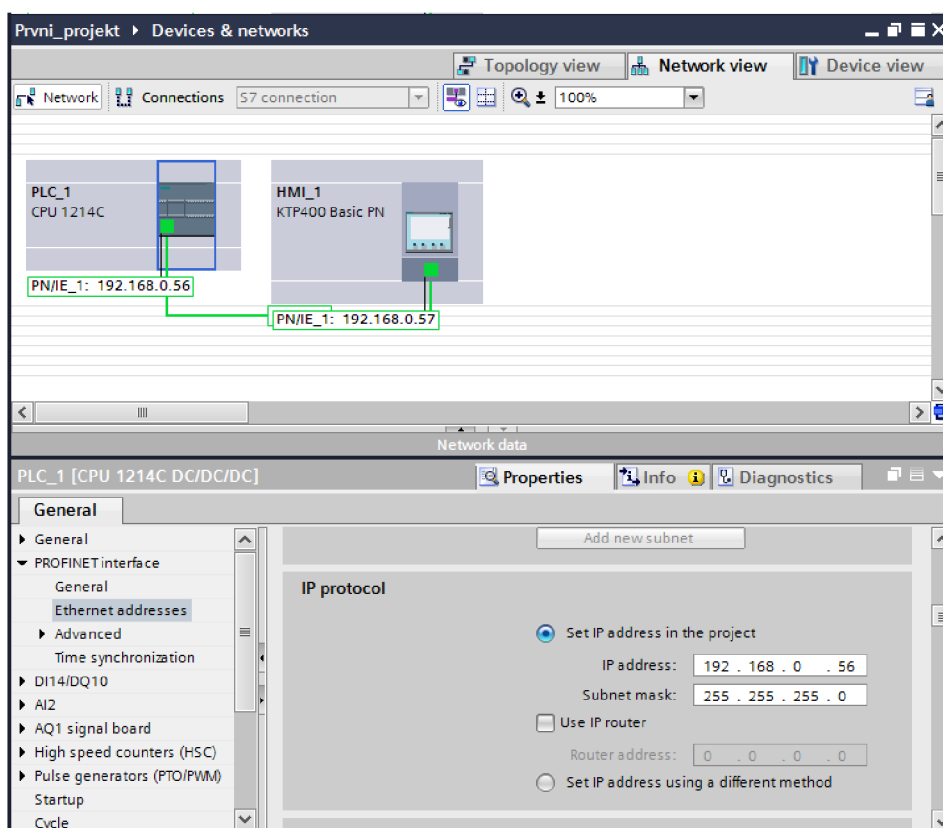 Prvni_projekt ▸ Devices & networks
Topology view Network view Device view
Network Connections S7 connection 100%
PLC_1
CPU 1214C
HMI_1
KTP400 Basic PN
PN/IE_1: 192.168.0.56
PN/IE_1: 192.168.0.57
Network data
PLC_1 [CPU 1214C DC/DC/DC]
Properties Info Diagnostics
General
General
PROFINET interface
General
Ethernet addresses
Advanced
Time synchronization
DI14/DQ10
AI2
AQ1 signal board
High speed counters (HSC)
Pulse generators (PTO/PWM)
Startup
Cycle
Add new subnet
IP protocol
Set IP address in the project
IP address: 192 . 168 . 0 . 56
Subnet mask: 255 . 255 . 255 . 0
Use IP router
Router address: 0 . 0 . 0 . 0
Set IP address using a different method